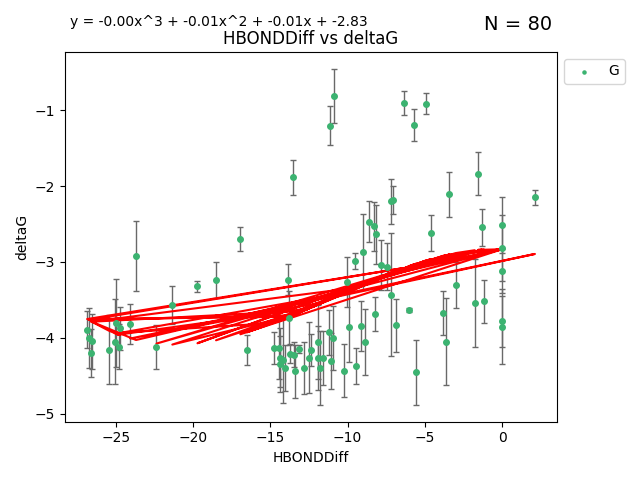 y = -0.00x^3 + -0.01x^2 + -0.01x + -2.83
N = 80
HBONDDiff vs deltaG
G
−1
−2
−3
−4
−5
deltaG
−25 −20 −15 −10 −5 0
HBONDDiff